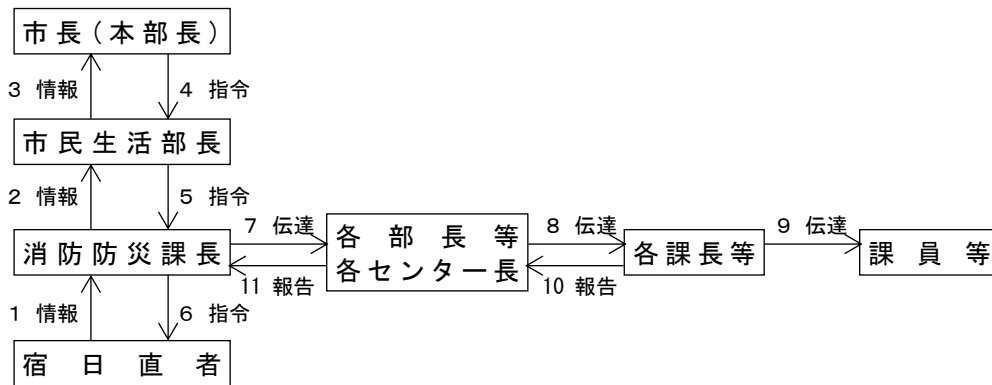 市長(本部長)
3 情報
4 指令
市民生活部長
2 情報
5 指令
7 伝達
8 伝達
9 伝達
消防防災課長
各部長等
各センター長
各課長等
課員等
11 報告
10 報告
1 情報
6 指令
宿日直者